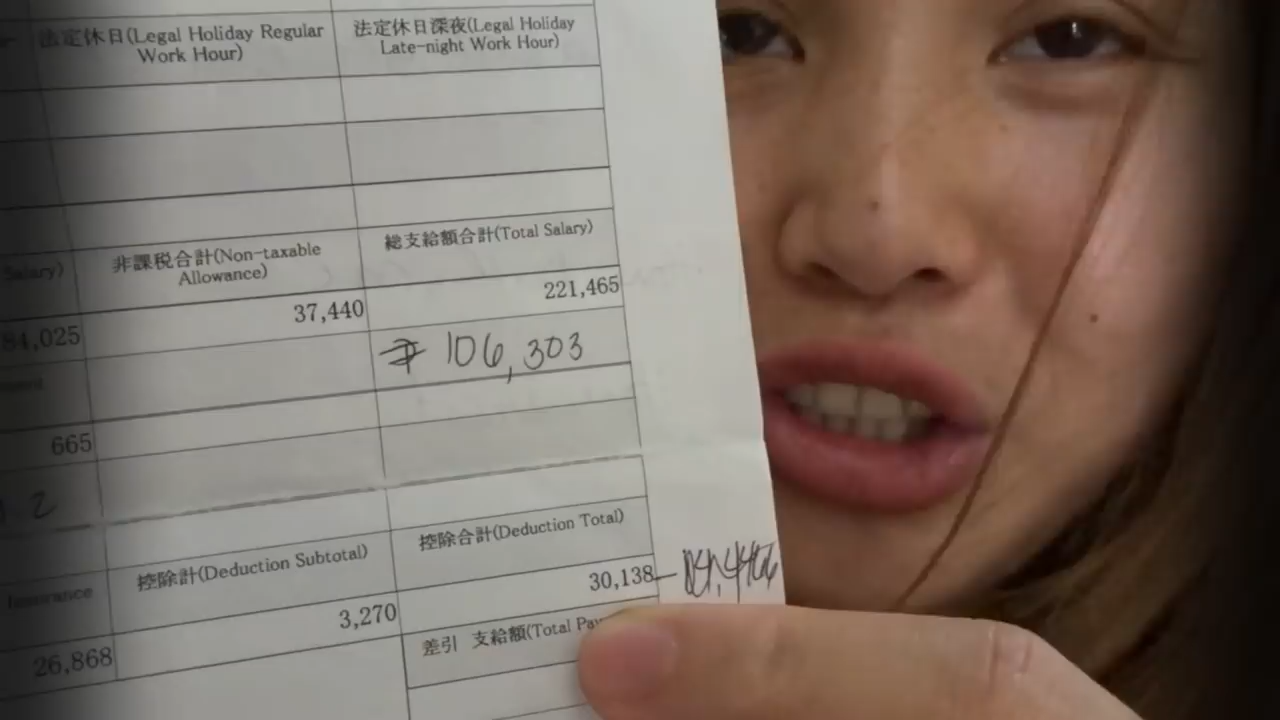 法定休日(Legal Holiday Regular
Work Hour)
法定休日深夜(Legal Holiday
Late-night Work Hour)
Salary)
非課税合計(Non-taxable
Allowance)
総支給額合計(Total Salary)
84,025
37,440
221,465
106,303
665
2
Insurance
控除計(Deduction Subtotal)
控除合計(Deduction Total)
26,868
3,270
30,138
差引 支給額(Total Pay